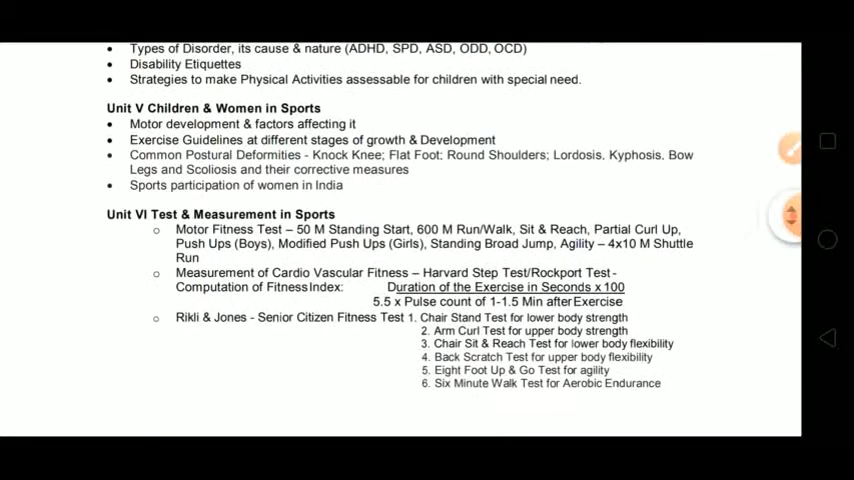 • Types of Disorder, its cause & nature (ADHD, SPD, ASD, ODD, OCD)
• Disability Etiquettes
• Strategies to make Physical Activities assessable for children with special need.
Unit V Children & Women in Sports
• Motor development & factors affecting it
• Exercise Guidelines at different stages of growth & Development
• Common Postural Deformities - Knock Knee; Flat Foot; Round Shoulders; Lordosis, Kyphosis, Bow
Legs and Scoliosis and their corrective measures
• Sports participation of women in India
Unit VI Test & Measurement in Sports
○ Motor Fitness Test – 50 M Standing Start, 600 M Run/Walk, Sit & Reach, Partial Curl Up,
Push Ups (Boys), Modified Push Ups (Girls), Standing Broad Jump, Agility – 4x10 M Shuttle
Run
○ Measurement of Cardio Vascular Fitness – Harvard Step Test/Rockport Test -
Computation of Fitness Index: Duration of the Exercise in Seconds x 100
5.5 x Pulse count of 1-1.5 Min after Exercise
○ Rikli & Jones - Senior Citizen Fitness Test 1. Chair Stand Test for lower body strength
2. Arm Curl Test for upper body strength
3. Chair Sit & Reach Test for lower body flexibility
4. Back Scratch Test for upper body flexibility
5. Eight Foot Up & Go Test for agility
6. Six Minute Walk Test for Aerobic Endurance